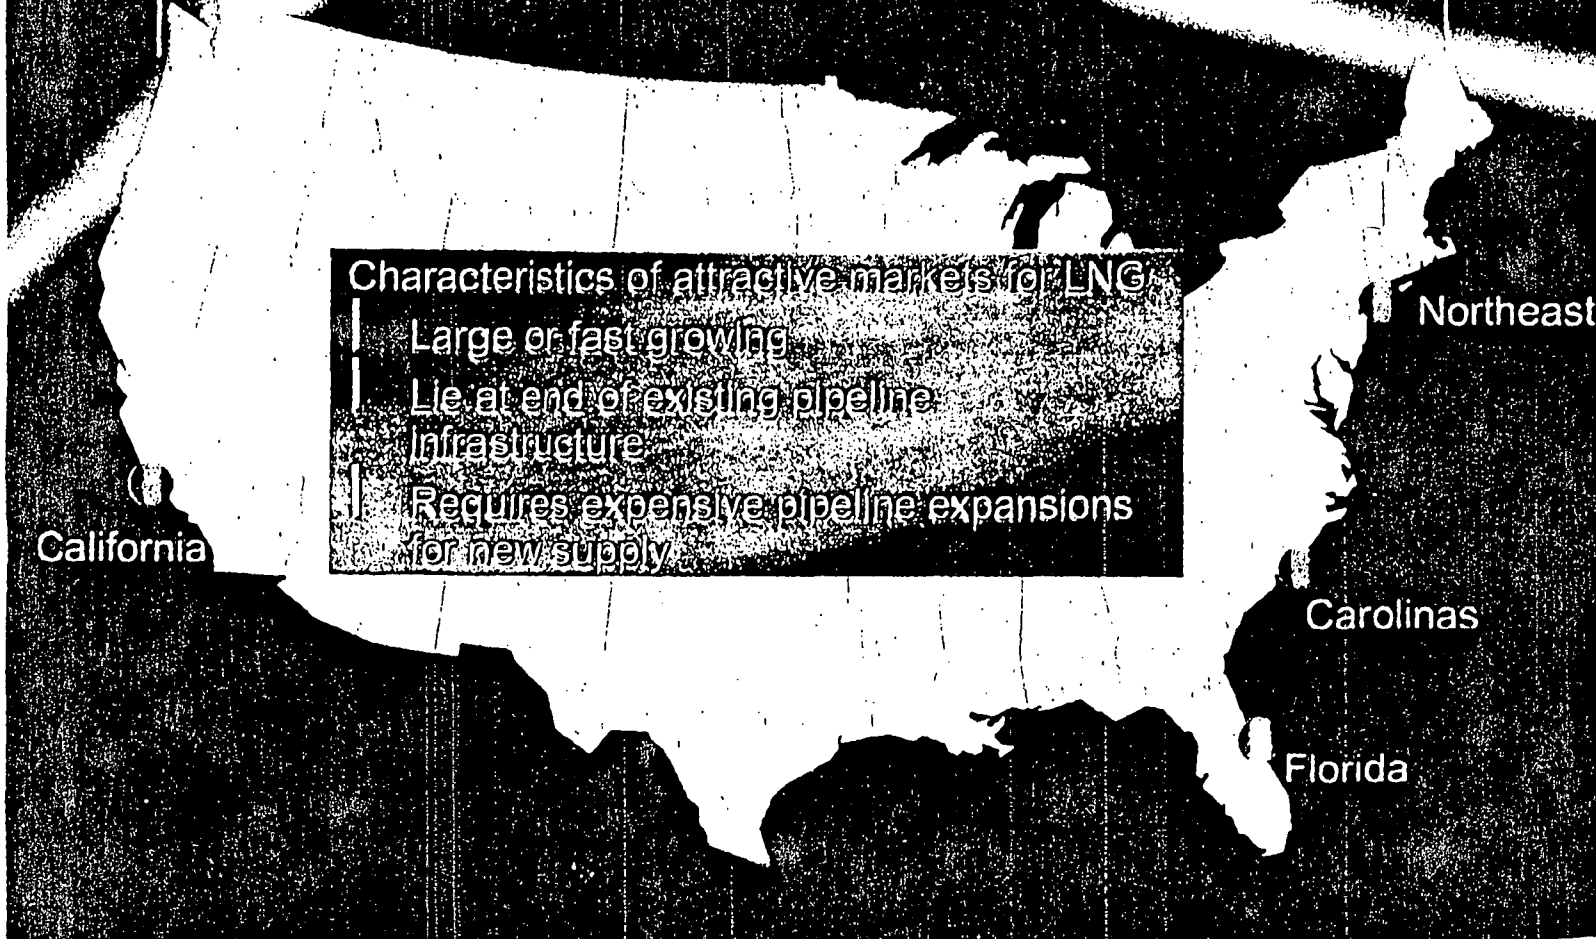 Characteristics of attractive markets for LNG
Large or fast growing
Lie at end of existing pipeline
infrastructure
Requires expensive pipeline expansions
for new supply
Northeast
California
Carolinas
Florida